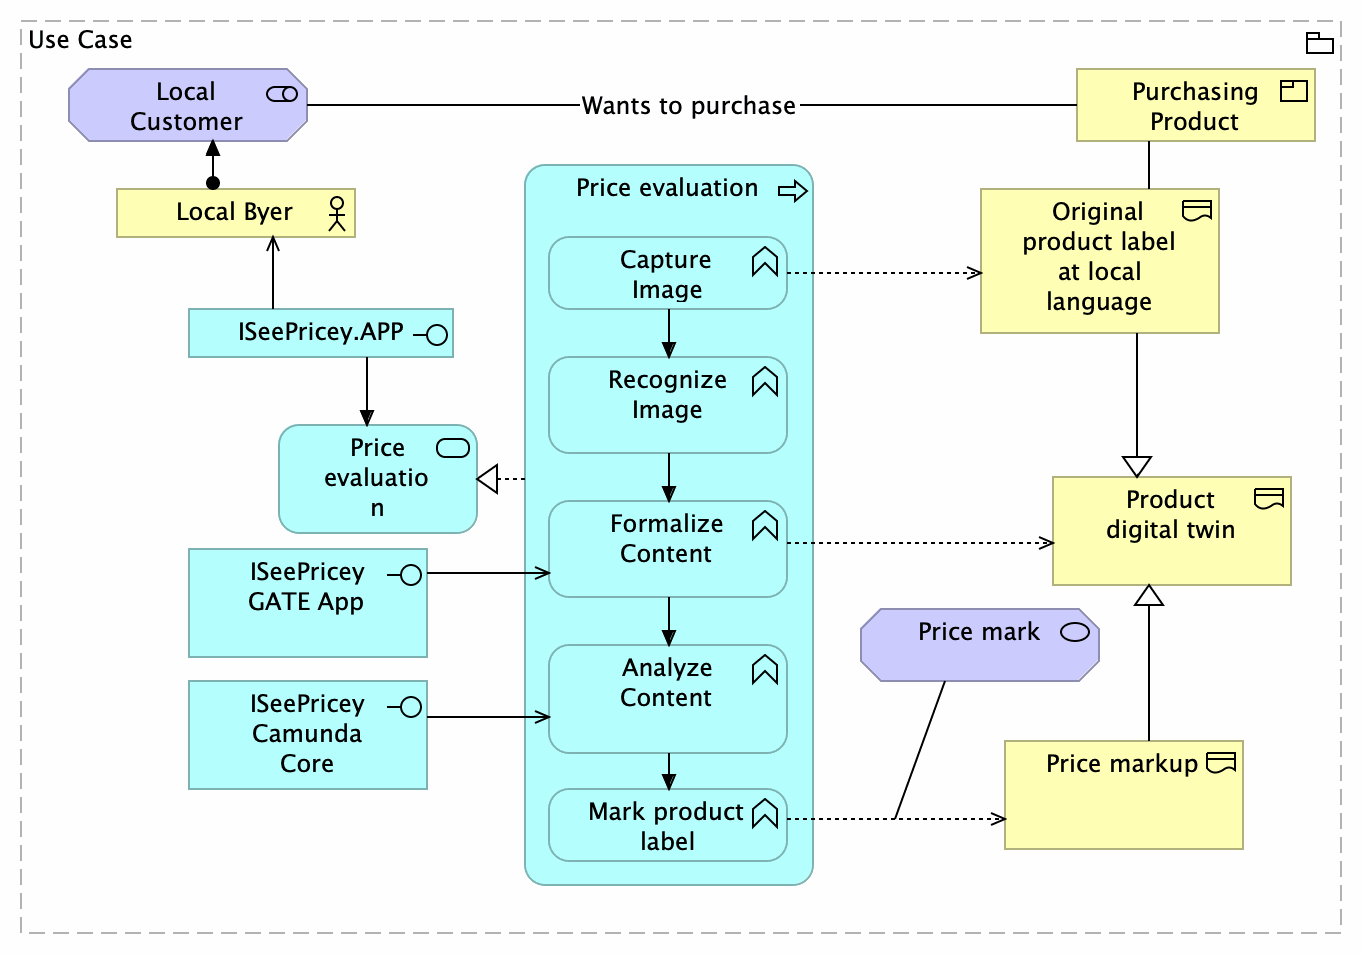 Use Case
Local
Customer
Wants to purchase
Purchasing
Product
Local Byer
Price evaluation
Original
product label
at local
language
Capture
Image
ISeePricey.APP
Recognize
Image
Price
evaluatio
n
Product
digital twin
Formalize
Content
ISeePricey
GATE App
Price mark
Analyze
Content
ISeePricey
Camunda
Core
Price markup
Mark product
label